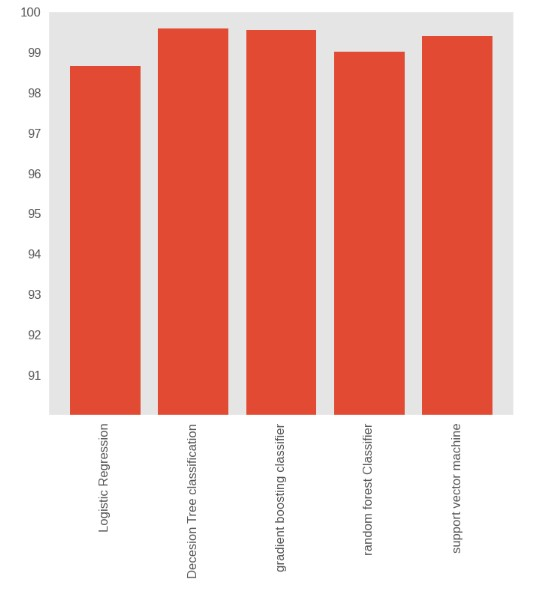 100
99
98
97
96
95
94
93
92
91
Logistic Regression
Decesion Tree classification
gradient boosting classifier
random forest Classifier
support vector machine